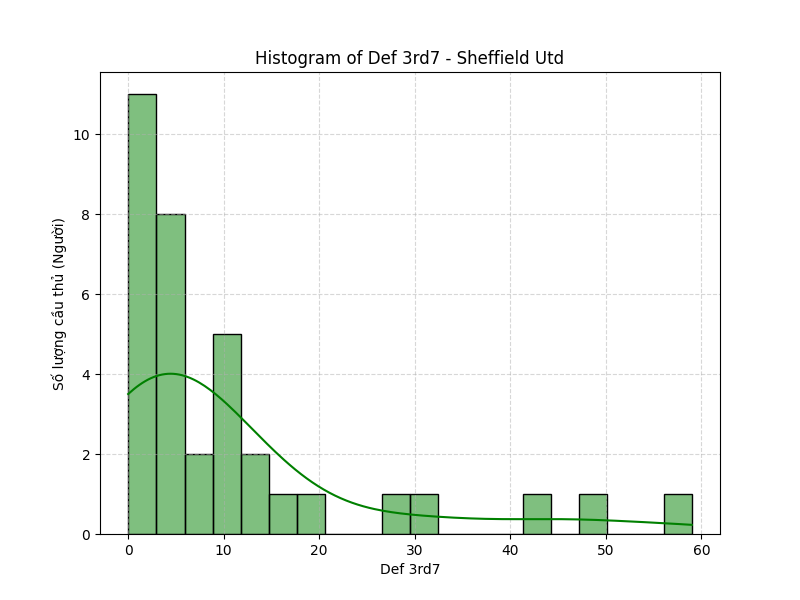 Histogram of Def 3rd7 - Sheffield Utd
Số lượng cầu thủ (Người)
10
8
6
4
2
0
0 10 20 30 40 50 60
Def 3rd7